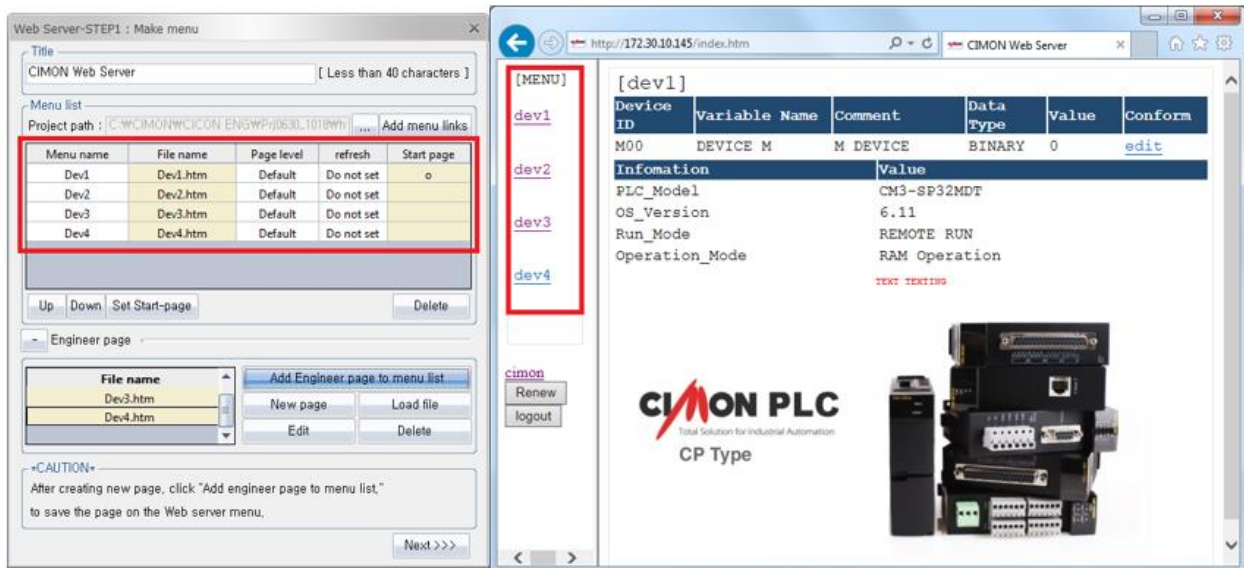 Web Server-STEP1 : Make menu
Title
CIMON Web Server [ Less than 40 characters ]
Menu list
Project path : C:₩CIMON₩CICON ENG₩Prj0630_1018₩h ... Add menu links
Menu name File name Page level refresh Start page
Dev1 Dev1.htm Default Do not set o
Dev2 Dev2.htm Default Do not set
Dev3 Dev3.htm Default Do not set
Dev4 Dev4.htm Default Do not set
Up Down Set Start-page Delete
- Engineer page
File name
Dev3.htm
Dev4.htm
Add Engineer page to menu list
New page Load file
Edit Delete
*CAUTION*
After creating new page, click "Add engineer page to menu list,"
to save the page on the Web server menu,
Next >>>
http://172.30.10.145/index.htm
CIMON Web Server
[MENU]
dev1
dev2
dev3
dev4
cimon
Renew
logout
[dev1]
Device ID Variable Name Comment Data Type Value Conform
M00 DEVICE M M DEVICE BINARY 0 edit
Infomation Value
PLC_Model CM3-SP32MDT
OS_Version 6.11
Run_Mode REMOTE RUN
Operation_Mode RAM Operation
TEXT TEXTING
CIMON PLC
Total Solution for Industrial Automation
CP Type